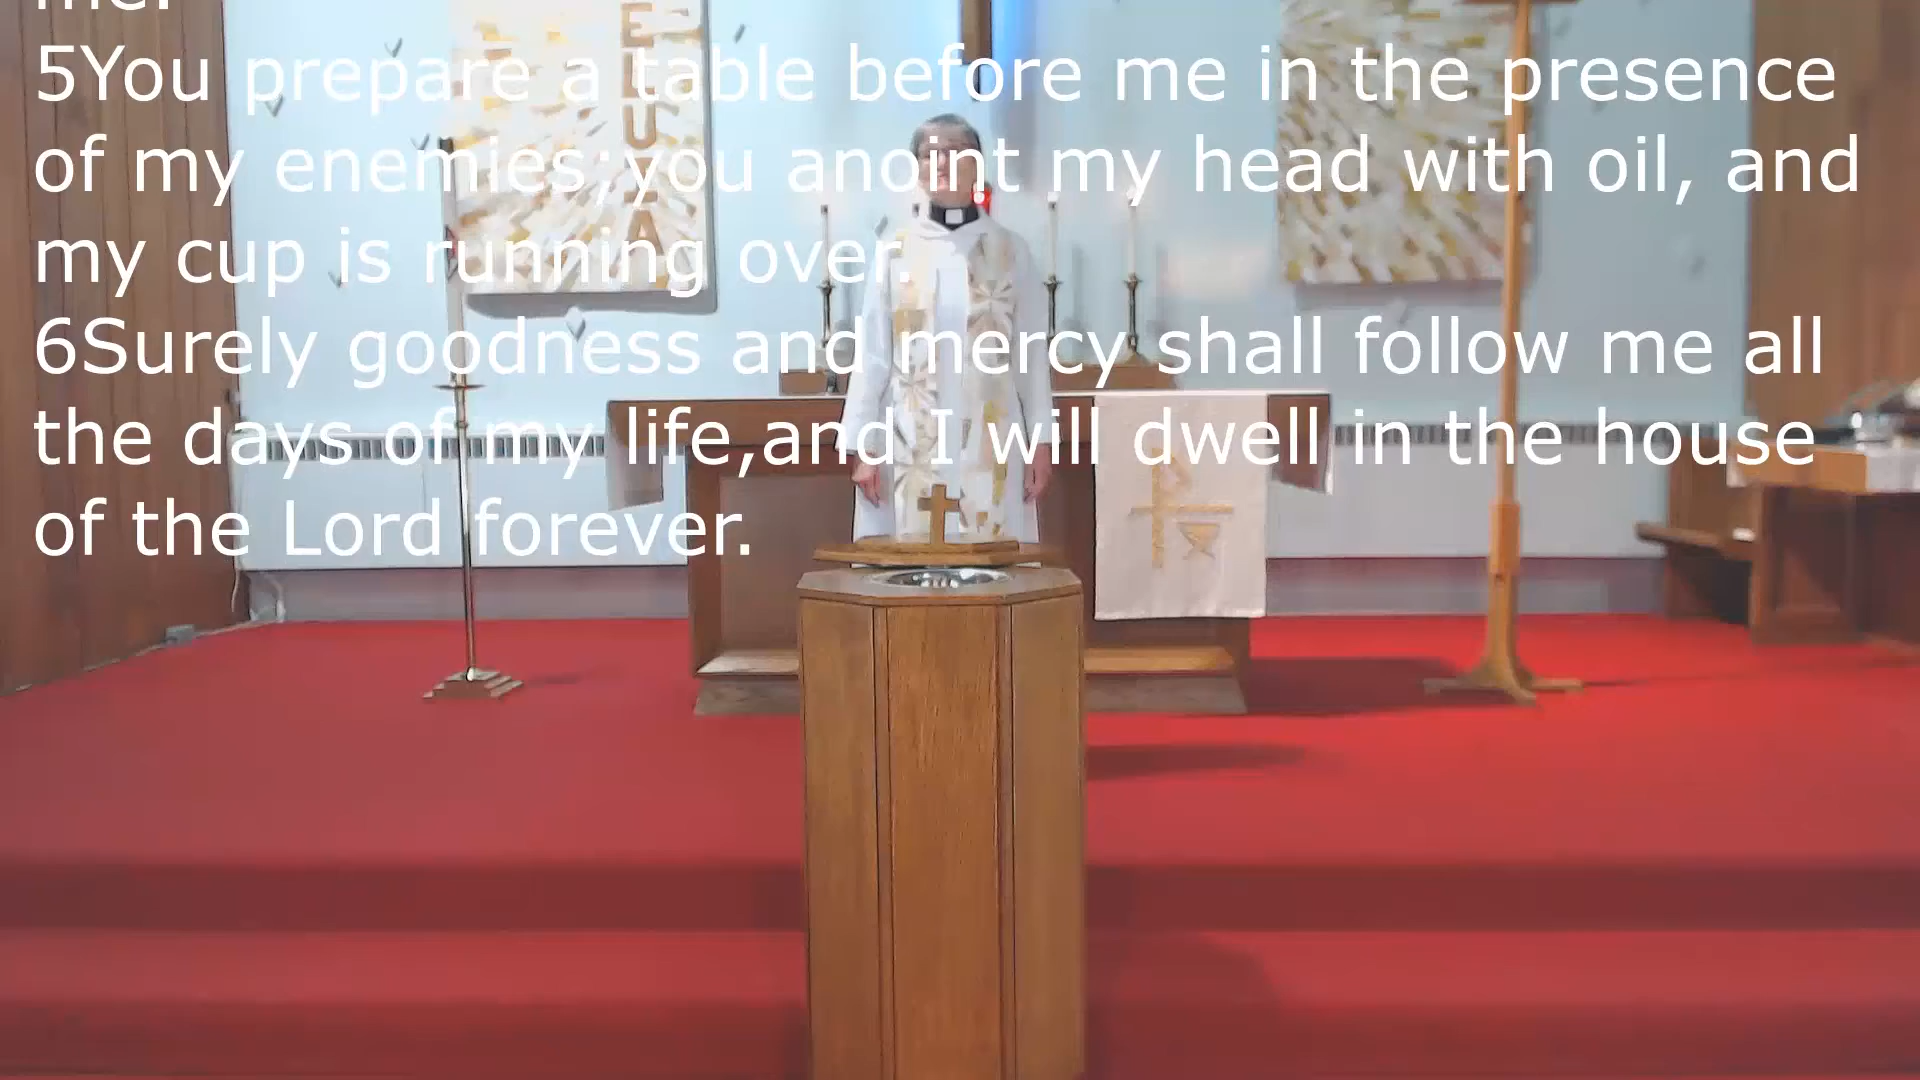 me.
5You prepare a table before me in the presence
of my enemies;you anoint my head with oil, and
my cup is running over.
6Surely goodness and mercy shall follow me all
the days of my life,and I will dwell in the house
of the Lord forever.